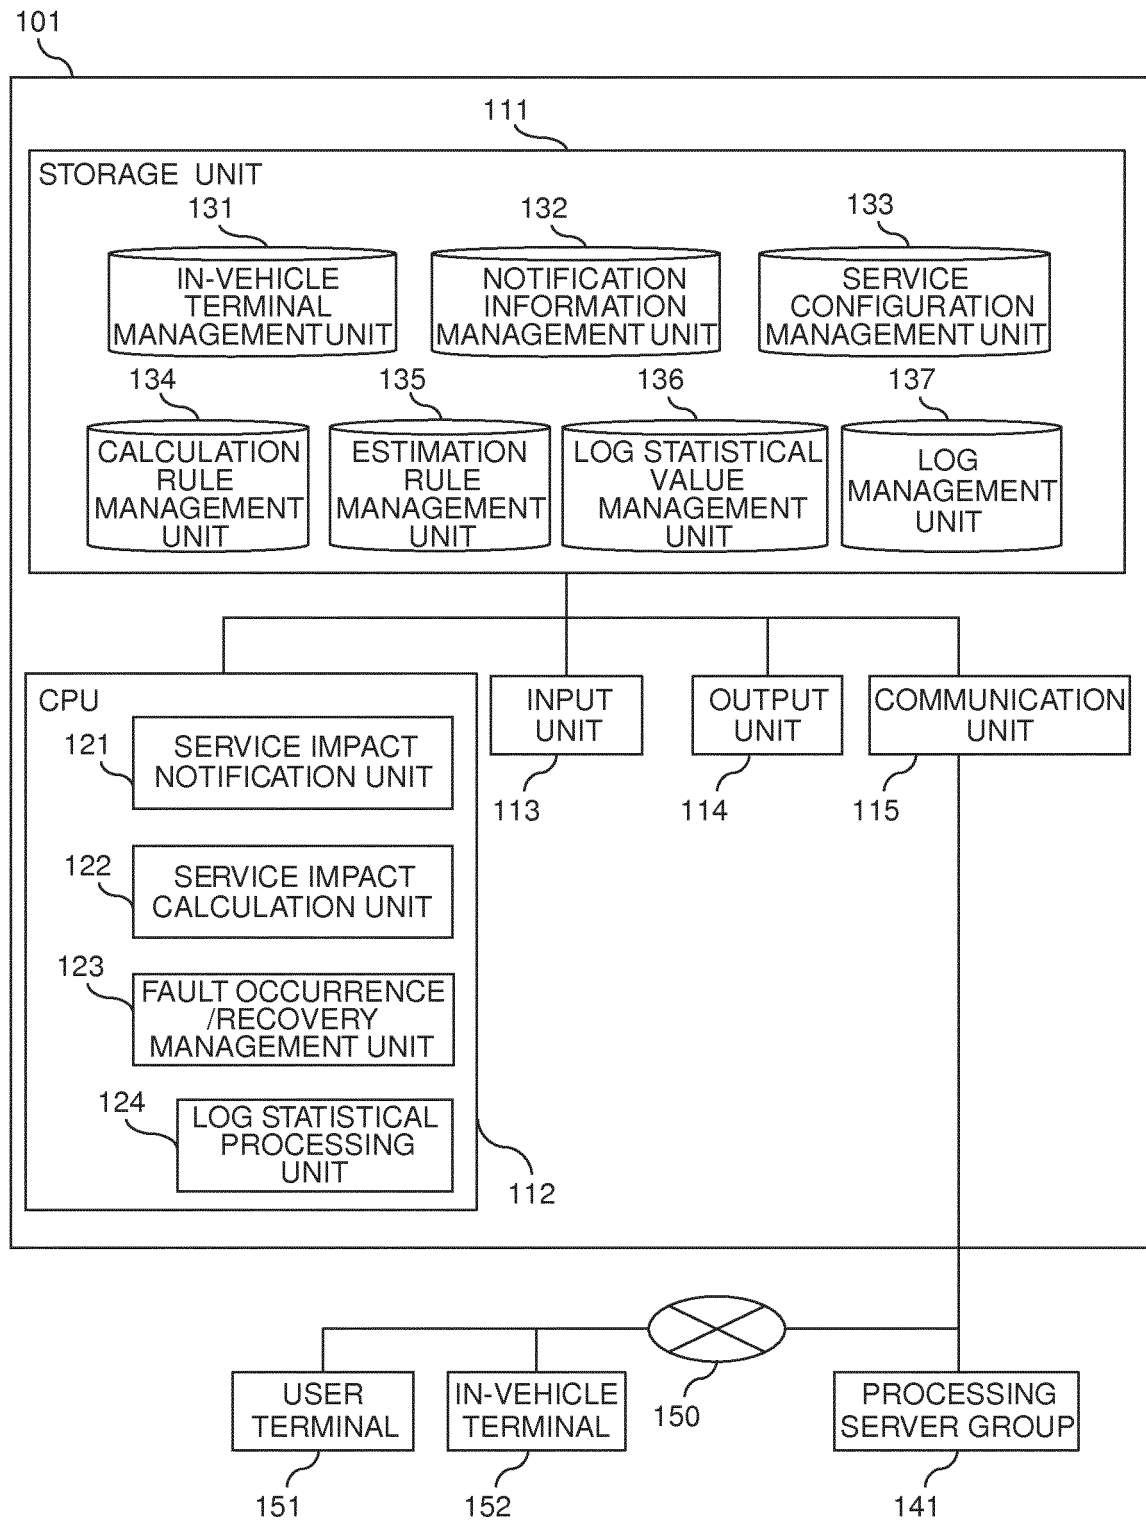 101
111
STORAGE UNIT
131
132
133
IN-VEHICLE
TERMINAL
MANAGEMENT UNIT
NOTIFICATION
INFORMATION
MANAGEMENT UNIT
SERVICE
CONFIGURATION
MANAGEMENT UNIT
134
135
136
137
CALCULATION
RULE
MANAGEMENT
UNIT
ESTIMATION
RULE
MANAGEMENT
UNIT
LOG STATISTICAL
VALUE
MANAGEMENT
UNIT
LOG
MANAGEMENT
UNIT
CPU
121
SERVICE IMPACT
NOTIFICATION UNIT
122
SERVICE IMPACT
CALCULATION UNIT
123
FAULT OCCURRENCE
/RECOVERY
MANAGEMENT UNIT
124
LOG STATISTICAL
PROCESSING
UNIT
112
INPUT
UNIT
113
OUTPUT
UNIT
114
COMMUNICATION
UNIT
115
USER
TERMINAL
151
IN-VEHICLE
TERMINAL
152
150
PROCESSING
SERVER GROUP
141